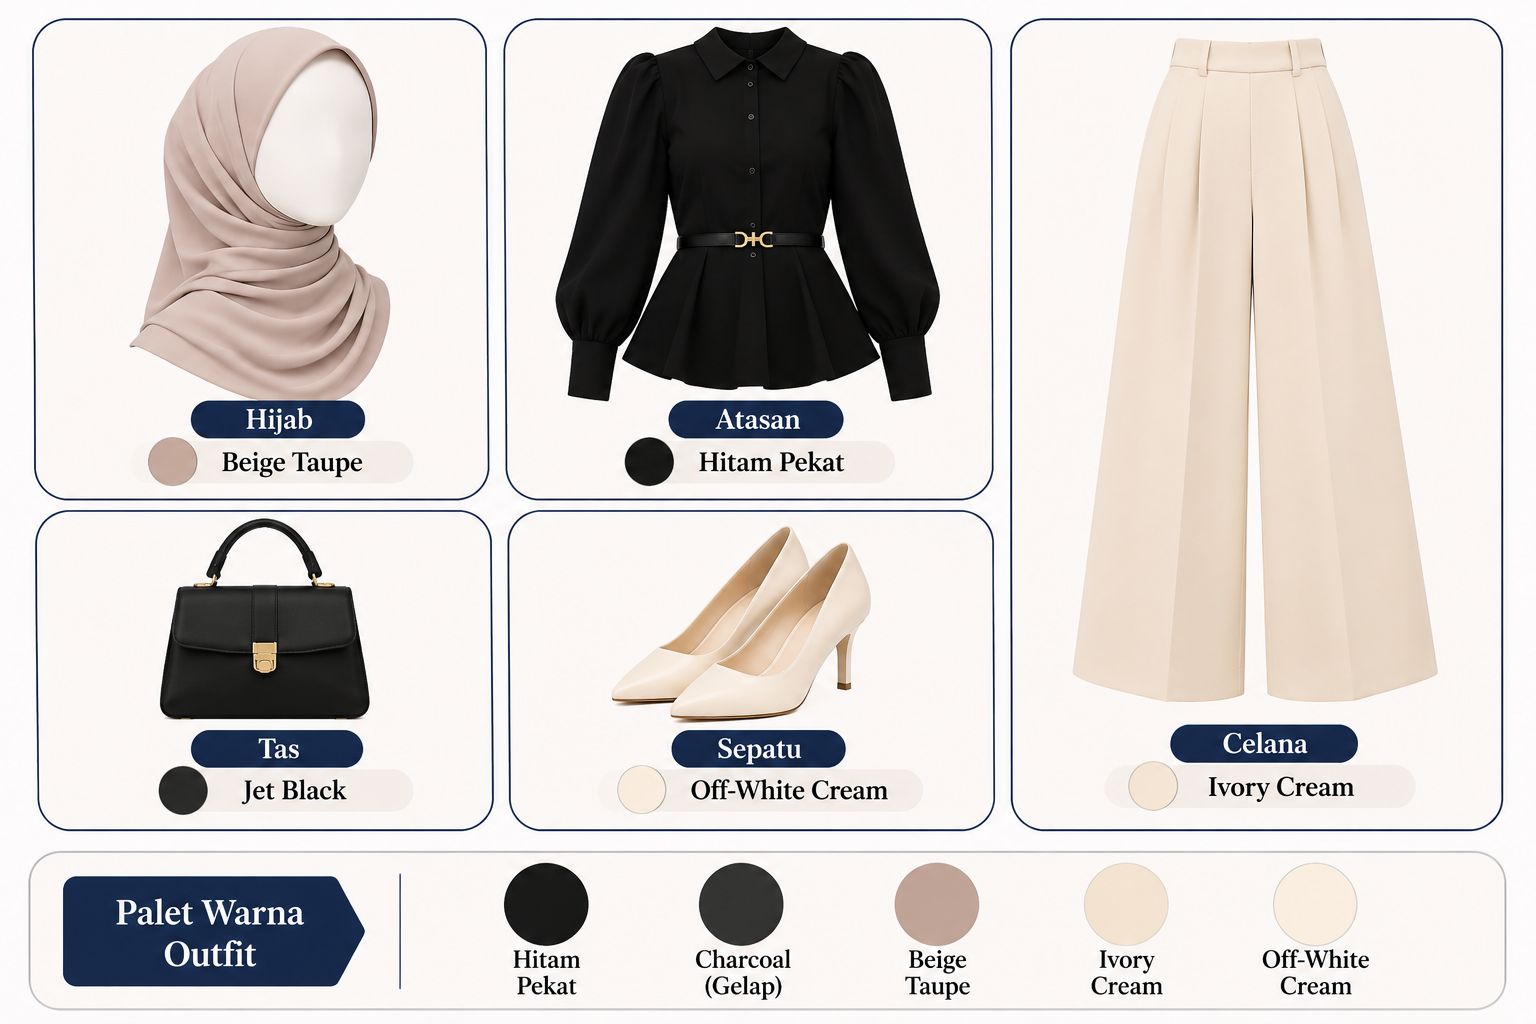 Hijab
Beige Taupe
Atasan
Hitam Pekat
Tas
Jet Black
Sepatu
Off-White Cream
Celana
Ivory Cream
Palet Warna
Outfit
Hitam
Pekat
Charcoal
(Gelap)
Beige
Taupe
Ivory
Cream
Off-White
Cream